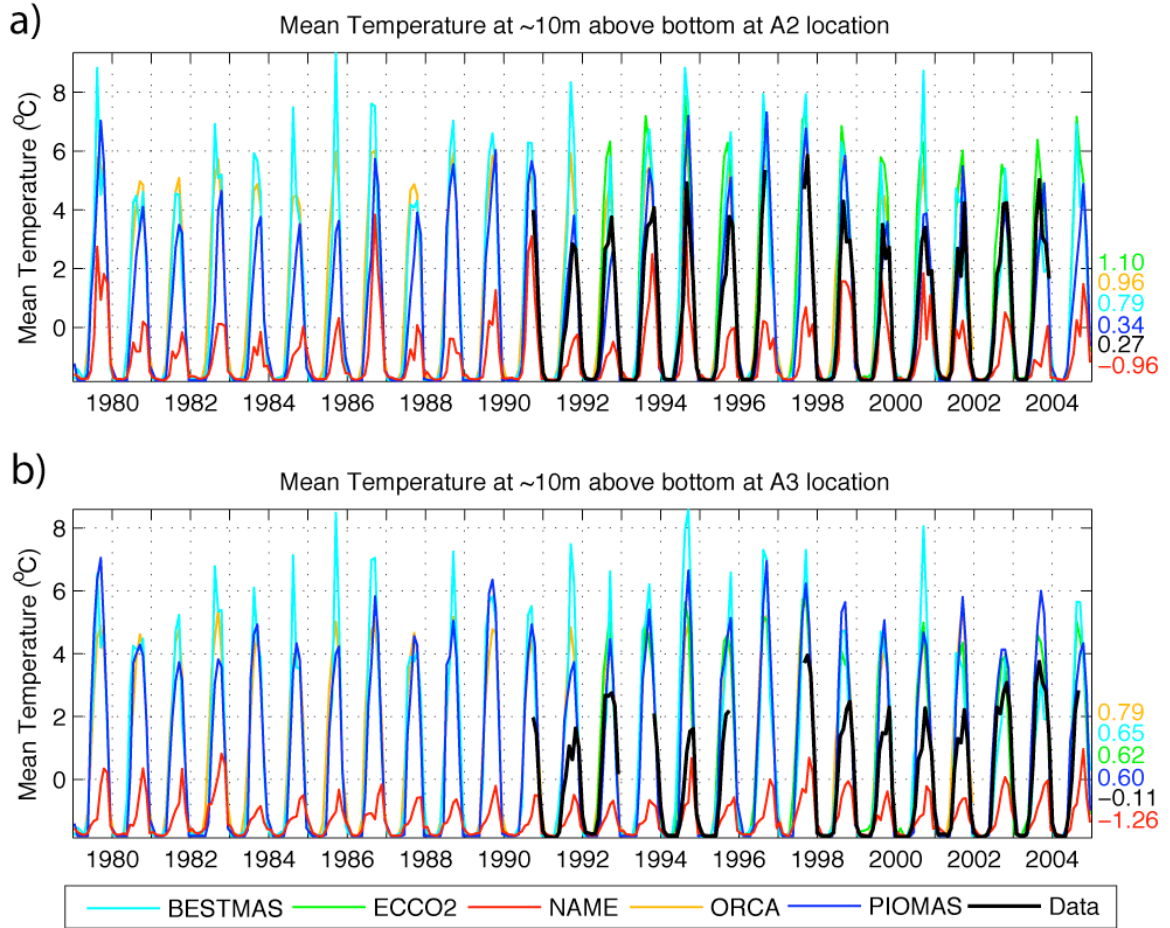 a)
Mean Temperature at ~10m above bottom at A2 location
Mean Temperature (ºC)
8
6
4
2
0
1980 1982 1984 1986 1988 1990 1992 1994 1996 1998 2000 2002 2004
1.10
0.96
0.79
0.34
0.27
−0.96
b)
Mean Temperature at ~10m above bottom at A3 location
Mean Temperature (ºC)
8
6
4
2
0
1980 1982 1984 1986 1988 1990 1992 1994 1996 1998 2000 2002 2004
0.79
0.65
0.62
0.60
−0.11
−1.26
BESTMAS ECCO2 NAME ORCA PIOMAS Data